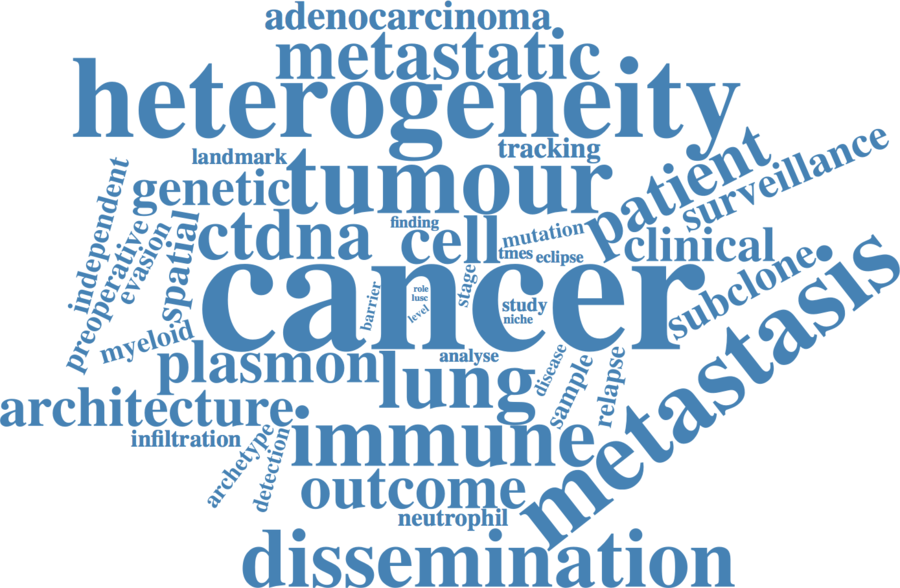 adenocarcinoma
metastatic
heterogeneity
tracking
landmark
tumour
patient
surveillance
genetic
independent
preoperative
evasion
spatial
ctdna
finding
cell
mutation
tmes
eclipse
clinical
cancer
subclone
metastasis
barrier
role
lusc
level
stage
study
niche
myeloid
plasmon
analyse
lung
disease
sample
relapse
architecture
infiltration
archetype
detection
immune
outcome
neutrophil
dissemination